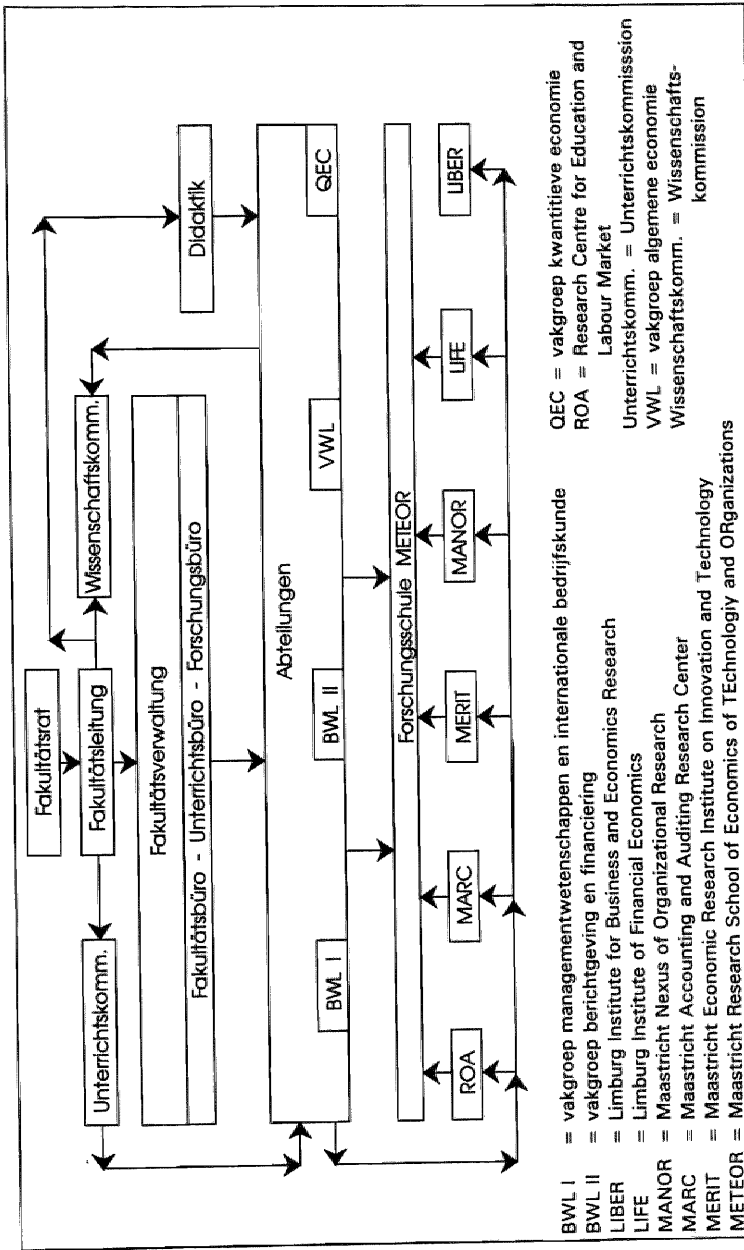 Fakultätsrat
Unterrichtskomm.
Fakultätsleitung
Wissenschaftskomm.
Fakultätsverwaltung
Fakultätsbüro - Unterrichtsbüro - Forschungsbüro
Didaktik
Abteilungen
BWL I
BWL II
VWL
QEC
Forschungsschule METEOR
ROA
MARC
MERIT
MANOR
LIFE
LIBER
BWL I = vakgroep managementwetenschappen en internationale bedrijfskunde
BWL II = vakgroep berichtgeving en financiering
LIBER = Limburg Institute for Business and Economics Research
LIFE = Limburg Institute of Financial Economics
MANOR = Maastricht Nexus of Organizational Research
MARC = Maastricht Accounting and Auditing Research Center
MERIT = Maastricht Economic Research Institute on Innovation and Technology
METEOR = Maastricht Research School of Economics of TEchnologiy and ORganizations
QEC = vakgroep kwantitieve economie
ROA = Research Centre for Education and
Labour Market
Unterrichtskomm. = Unterrichtskommisssion
VWL = vakgroep algemene economie
Wissenschaftskomm. = Wissenschafts-
kommission